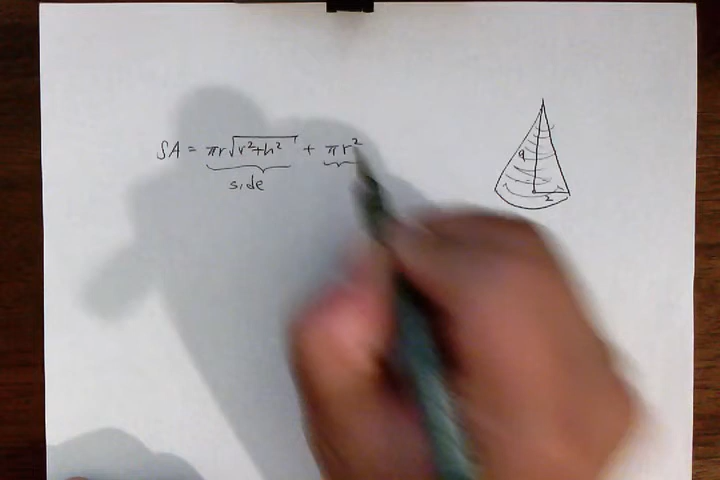 SA = πr√r²+h² + πr²
side
9
2